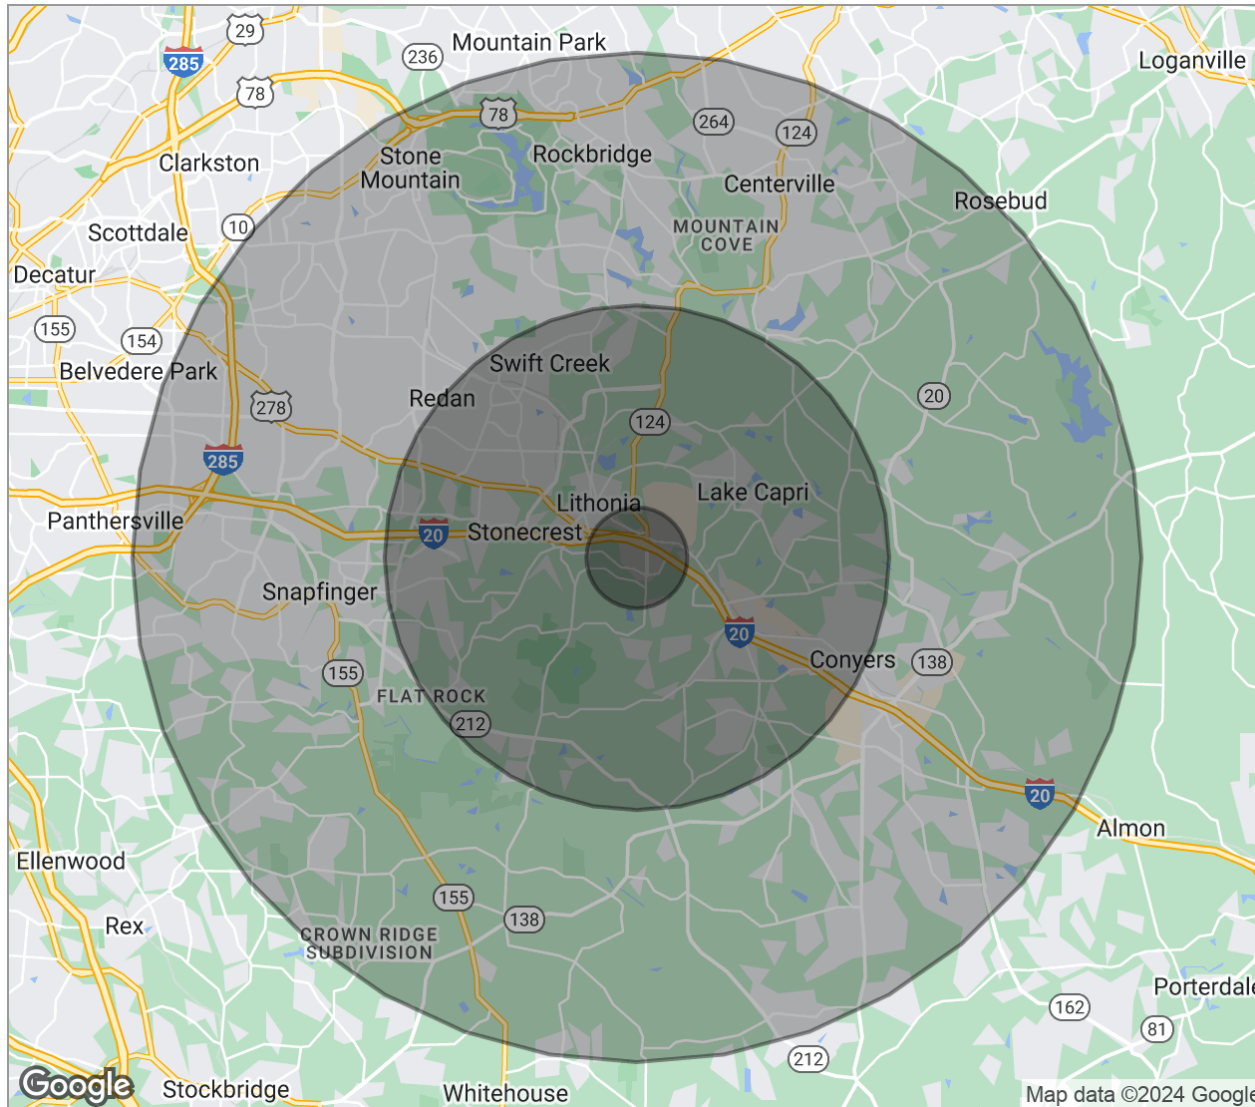 29
Mountain Park
236
Loganville
285
78
78
264
124
Clarkston
Stone
Mountain
Rockbridge
Centerville
Rosebud
Scottdale
10
MOUNTAIN
COVE
Decatur
155
154
Belvedere Park
Swift Creek
278
Redan
20
124
285
Lithonia
Lake Capri
Panthersville
20
Stonecrest
Snapfinger
20
Conyers
138
155
FLAT ROCK
212
20
Almon
Ellenwood
155
138
Rex
CROWN RIDGE
SUBDIVISION
Porterdale
162
81
212
Google
Stockbridge
Whitehouse
Map data ©2024 Google